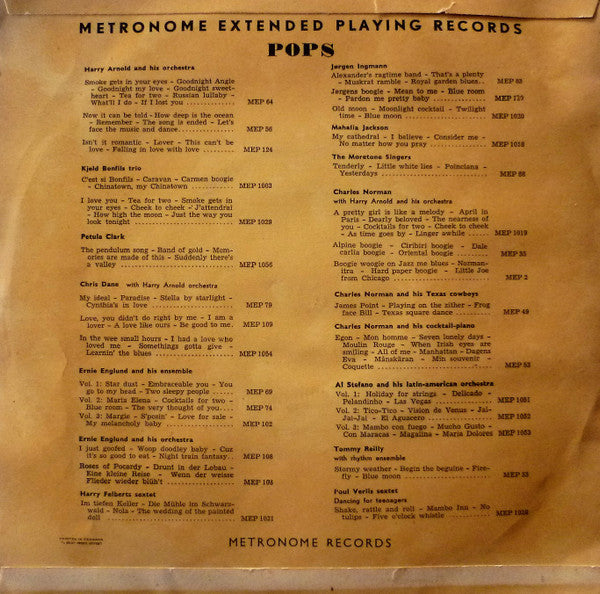 METRONOME EXTENDED PLAYING RECORDS
POPS
Harry Arnold and his orchestra
Smoke gets in your eyes - Goodnight Angle
- Goodnight my love - Goodnight sweet-
heart - Tea for two - Russian lullaby -
What'll I do - If I lost you .............. MEP 64
Now it can be told - How deep is the ocean
- Remember - The song is ended - Let's
face the music and dance................. MEP 56
Isn't it romantic - Lover - This can't be
love - Falling in love with love .......... MEP 124
Kjeld Bonfils trio
C'est si Bonfils - Caravan - Carmen boogie
- Chinatown, my Chinatown ............... MEP 1003
I love you - Tea for two - Smoke gets in
your eyes - Cheek to cheek - J'attendrai
- How high the moon - Just the way you
look tonight ............................ MEP 1028
Petula Clark
The pendulum song - Band of gold - Mem-
ories are made of this - Suddenly there's
a valley ................................ MEP 1056
Chris Dane with Harry Arnold orchestra
My ideal - Paradise - Stella by starlight -
Cynthia's in love ....................... MEP 79
Love, you didn't do right by me - I am a
lover - A love like ours - Be good to me. MEP 109
In the wee small hours - I had a love who
loved me - Somethings gotta give -
Learnin' the blues ...................... MEP 1054
Ernie Englund and his ensemble
Vol. 1: Star dust - Embraceable you - You
go to my head - Two sleepy people ...... MEP 69
Vol. 2: Maria Elena - Cocktails for two -
Blue room - The very thought of you.... MEP 74
Vol. 3: Margie - S'posin' - Love for sale -
My melancholy baby ..................... MEP 102
Ernie Englund and his orchestra
I just goofed - Woop doodley baby - Cuz
it's so good to eat - Night train fantasy.. MEP 108
Roses of Pocardy - Drunt in der Lobau -
Eine kleine Reise - Wenn der weisse
Flieder wieder blüh't ................... MEP 105
Harry Felberts sextet
Im tiefen Keller - Die Mühle im Schwarz-
wald - Nola - The wedding of the painted
doll .................................... MEP 1031
Jørgen Ingmann
Alexander's ragtime band - That's a plenty
- Muskrat ramble - Royal garden blues.. MEP 83
Jørgens boogie - Mean to me - Blue room
- Pardon me pretty baby ................ MEP 120
Old moon - Moonlight cocktail - Twilight
time - Blue moon ....................... MEP 1020
Mahalia Jackson
My cathedral - I believe - Consider me -
No matter how you pray ................. MEP 1018
The Moretone Singers
Tenderly - Little white lies - Poinciana -
Yesterdays .............................. MEP 88
Charles Norman
with Harry Arnold and his orchestra
A pretty girl is like a melody - April in
Paris - Dearly beloved - The nearness of
you - Cocktails for two - Cheek to cheek
- As time goes by - Linger awhile ....... MEP 1019
Alpine boogie - Ciribiri boogie - Dale
carlia boogie - Oriental boogie .......... MEP 35
Boogie woogie on Jazz me blues - Norman-
itra - Hard paper boogie - Little Joe
from Chicago ............................ MEP 2
Charles Norman and his Texas cowboys
James Point - Playing on the zither - Frog
face Bill - Texas square dance ........... MEP 49
Charles Norman and his cocktail-piano
Egon - Mon homme - Seven lonely days -
Moulin Rouge - When Irish eyes are
smiling - All of me - Manhattan - Dagens
Eva - Månskäran - Min souvenir -
Coquette ................................ MEP 53
Al Stefano and his latin-american orchestra
Vol. 1: Holiday for strings - Delicado -
Pelandinho - Las Vegas .................. MEP 1051
Vol. 2: Tico-Tico - Vision de Venus - Jai-
Jai-Jai - El Aguacero .................... MEP 1052
Vol. 3: Mambo con fuego - Mucho Gusto -
Con Maracas - Magalina - Maria Dolores MEP 1053
Tommy Reilly
with rhythm ensemble
Stormy weather - Begin the beguine - Fire-
fly - Blue moon ......................... MEP 33
Poul Verlis sextet
Dancing for teenagers
Shake, rattle and roll - Mambo Inn - No
tulips - Five o'clock whistle ............ MEP 1026
METRONOME RECORDS